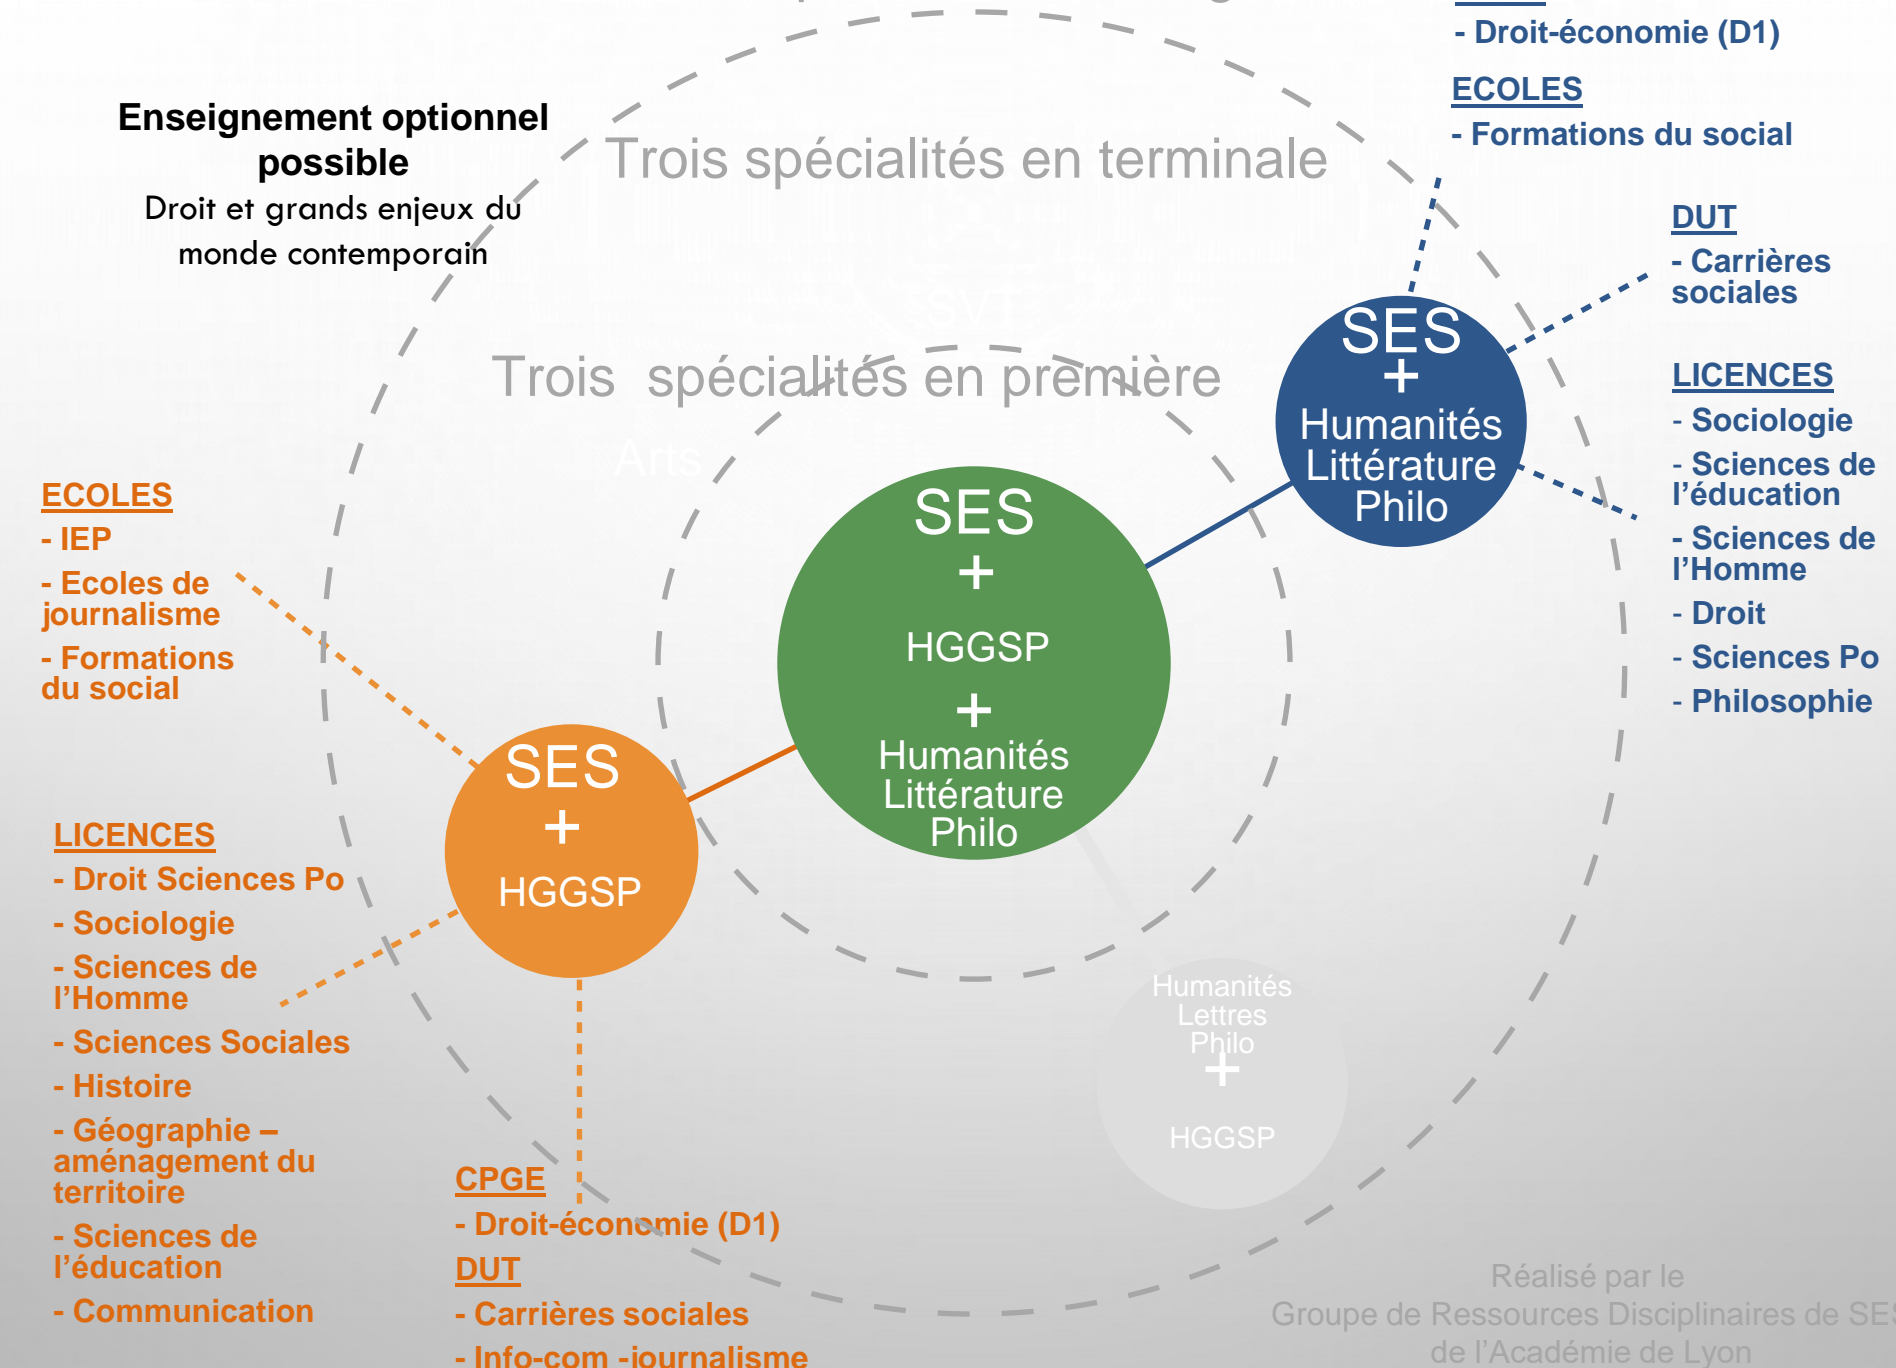 - Droit-économie (D1)
ECOLES
- Formations du social
Enseignement optionnel
possible
Droit et grands enjeux du
monde contemporain
Trois spécialités en terminale
DUT
- Carrières
sociales
SVT
Trois spécialités en première
Arts
SES
+
Humanités
Littérature
Philo
LICENCES
- Sociologie
- Sciences de
l’éducation
- Sciences de
l’Homme
- Droit
- Sciences Po
- Philosophie
SES
+
HGGSP
+
Humanités
Littérature
Philo
ECOLES
- IEP
- Ecoles de
journalisme
- Formations
du social
SES
+
HGGSP
LICENCES
- Droit Sciences Po
- Sociologie
- Sciences de
l’Homme
- Sciences Sociales
- Histoire
- Géographie –
aménagement du
territoire
- Sciences de
l’éducation
- Communication
CPGE
- Droit-économie (D1)
DUT
- Carrières sociales
- Info-com -journalisme
Humanités
Lettres
Philo
+
HGGSP
Réalisé par le
Groupe de Ressources Disciplinaires de SES
de l’Académie de Lyon